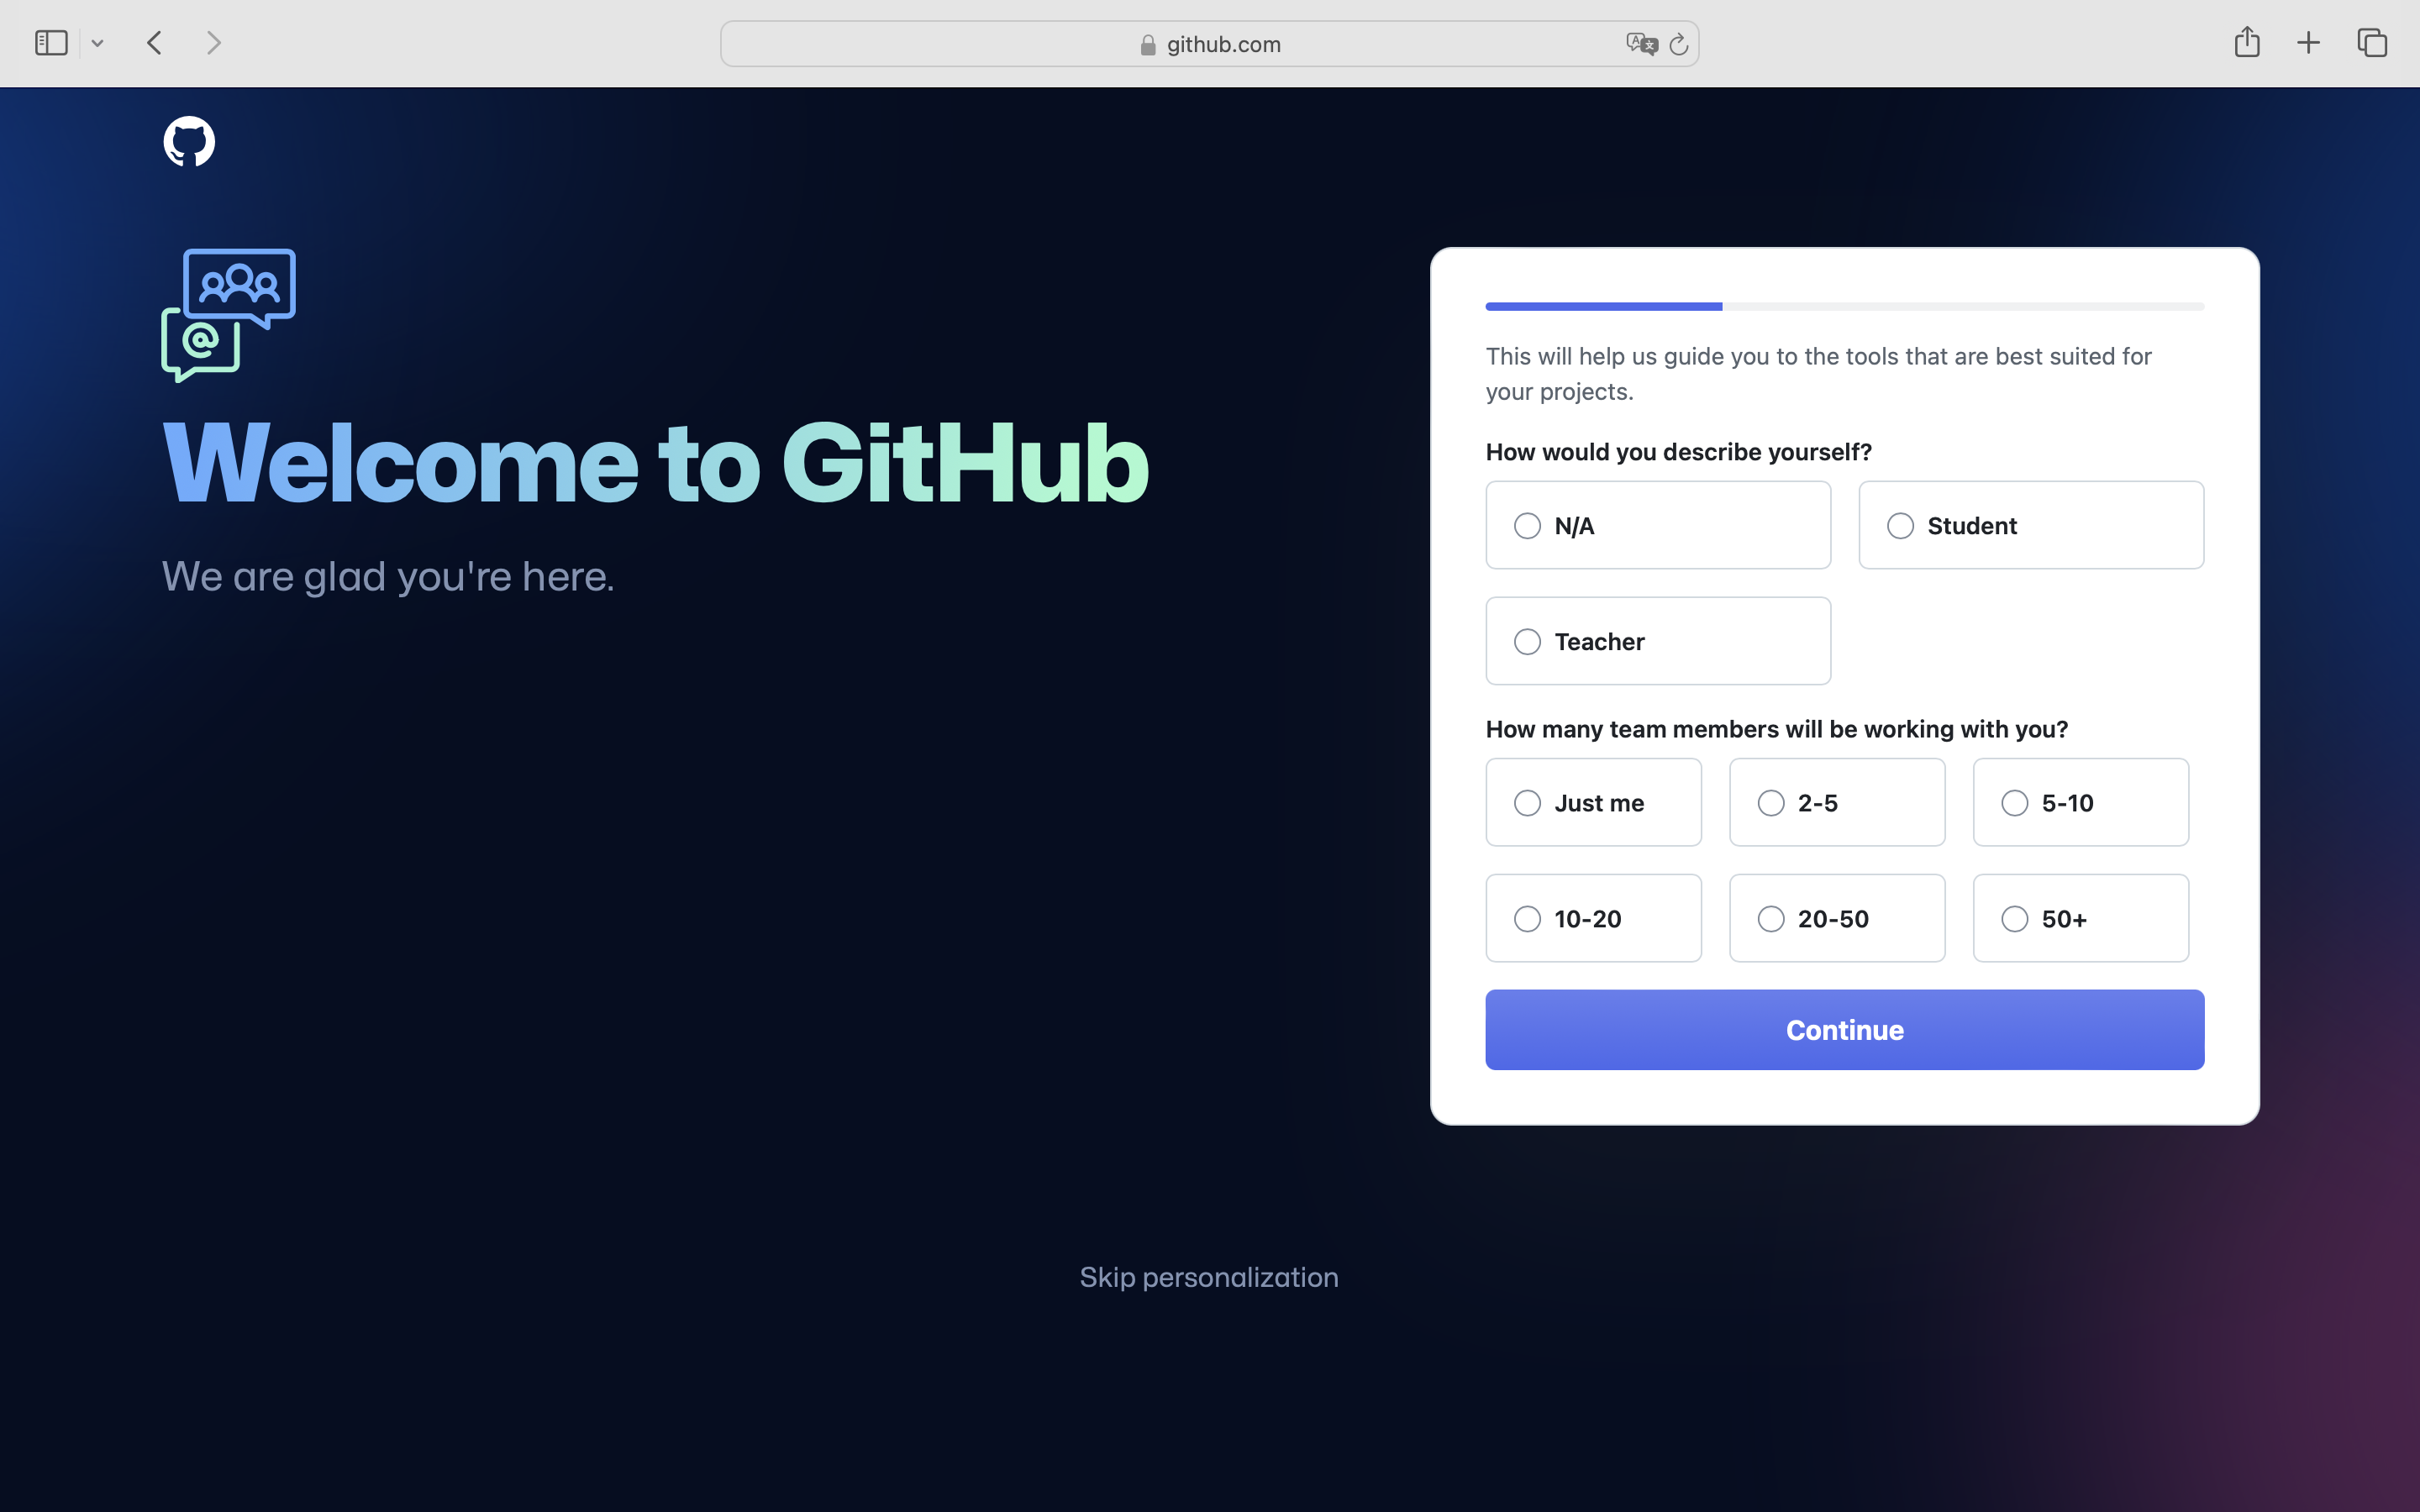 github.com
Welcome to GitHub
We are glad you're here.
This will help us guide you to the tools that are best suited for
your projects.
How would you describe yourself?
N/A
Student
Teacher
How many team members will be working with you?
Just me
2-5
5-10
10-20
20-50
50+
Continue
Skip personalization